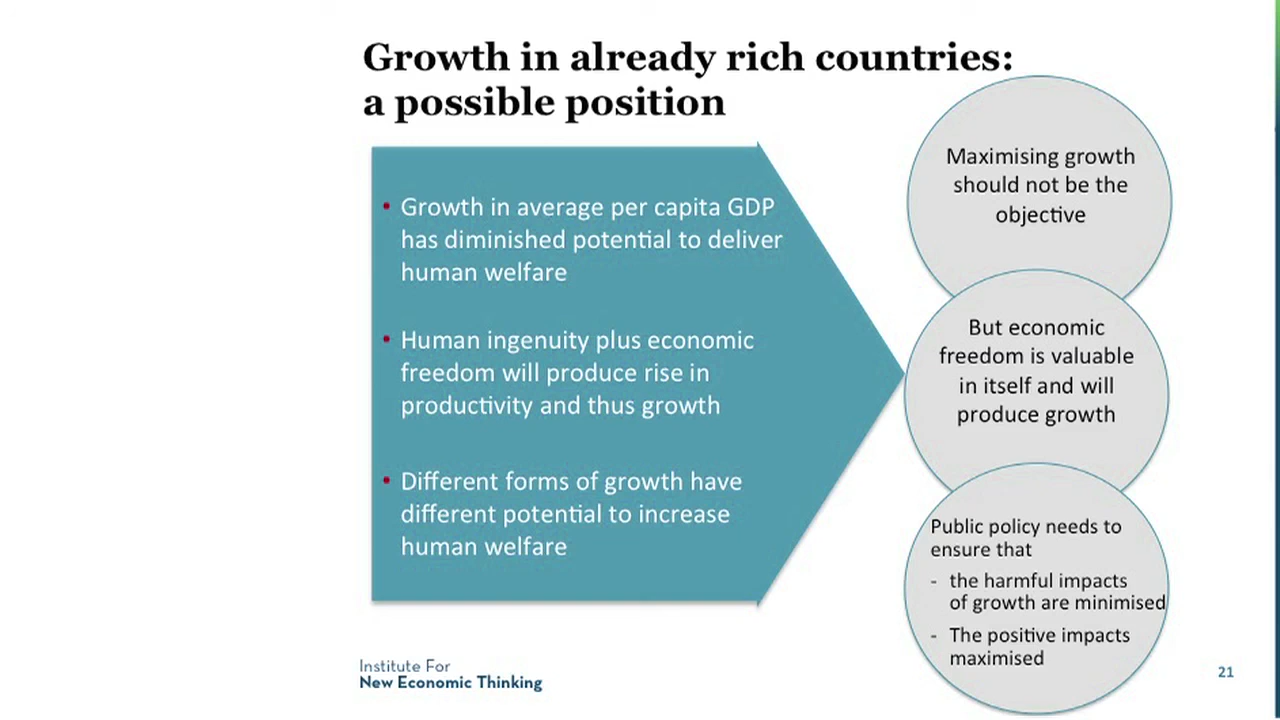 Growth in already rich countries:
a possible position
• Growth in average per capita GDP
has diminished potential to deliver
human welfare
• Human ingenuity plus economic
freedom will produce rise in
productivity and thus growth
• Different forms of growth have
different potential to increase
human welfare
Maximising growth
should not be the
objective
But economic
freedom is valuable
in itself and will
produce growth
Public policy needs to
ensure that
- the harmful impacts
of growth are minimised
- The positive impacts
maximised
Institute For
New Economic Thinking
21